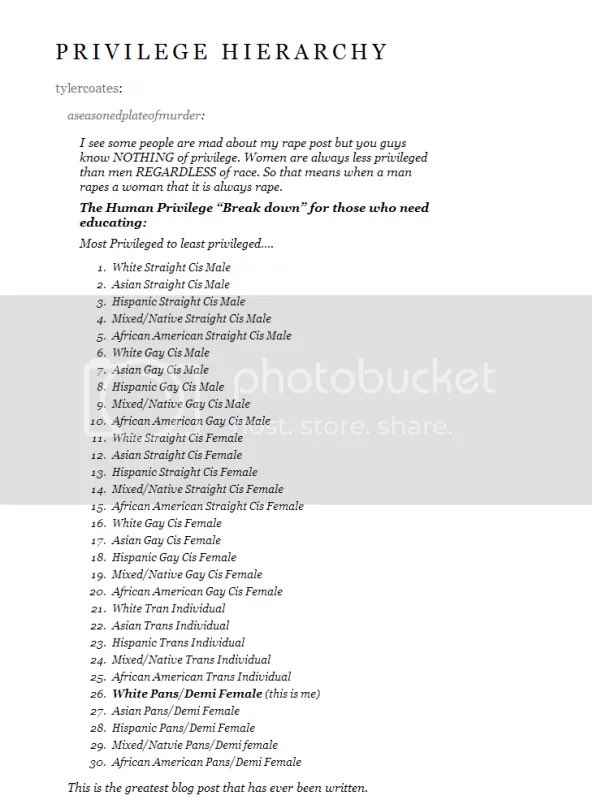 PRIVILEGE HIERARCHY
tylercoates:
aseasonedplateofmurder:
I see some people are mad about my rape post but you guys
know NOTHING of privilege. Women are always less privileged
than men REGARDLESS of race. So that means when a man
rapes a woman that it is always rape.
The Human Privilege “Break down” for those who need
educating:
Most Privileged to least privileged....
1. White Straight Cis Male
2. Asian Straight Cis Male
3. Hispanic Straight Cis Male
4. Mixed/Native Straight Cis Male
5. African American Straight Cis Male
6. White Gay Cis Male
7. Asian Gay Cis Male
8. Hispanic Gay Cis Male
9. Mixed/Native Gay Cis Male
10. African American Gay Cis Male
11. White Straight Cis Female
12. Asian Straight Cis Female
13. Hispanic Straight Cis Female
14. Mixed/Native Straight Cis Female
15. African American Straight Cis Female
16. White Gay Cis Female
17. Asian Gay Cis Female
18. Hispanic Gay Cis Female
19. Mixed/Native Gay Cis Female
20. African American Gay Cis Female
21. White Tran Individual
22. Asian Trans Individual
23. Hispanic Trans Individual
24. Mixed/Native Trans Individual
25. African American Trans Individual
26. White Pans/Demi Female (this is me)
27. Asian Pans/Demi Female
28. Hispanic Pans/Demi Female
29. Mixed/Natvie Pans/Demi female
30. African American Pans/Demi Female
This is the greatest blog post that has ever been written.
photobucket
host. store. share.